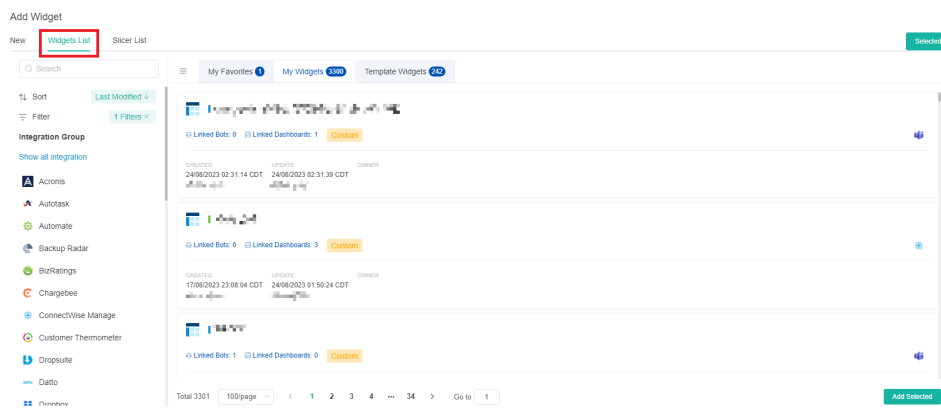 Add Widget
New Widgets List Slicer List
Selected
Search
My Favorites 1 My Widgets 3300 Template Widgets 242
Sort Last Modified ↓
Filter 1 Filters ×
Integration Group
Show all integration
Acronis
Autotask
Automate
Backup Radar
BizRatings
Chargebee
ConnectWise Manage
Customer Thermometer
Dropsuite
Datto
Dropbox
Linked Bots: 0 Linked Dashboards: 1 Custom
CREATED UPDATE OWNER
24/08/2023 02:31:14 CDT 24/08/2023 02:31:39 CDT
Linked Bots: 0 Linked Dashboards: 3 Custom
CREATED UPDATE OWNER
17/08/2023 23:08:04 CDT 24/08/2023 01:50:24 CDT
Linked Bots: 1 Linked Dashboards: 0 Custom
Total 3301 100/page < 1 2 3 4 ··· 34 > Go to 1
Add Selected